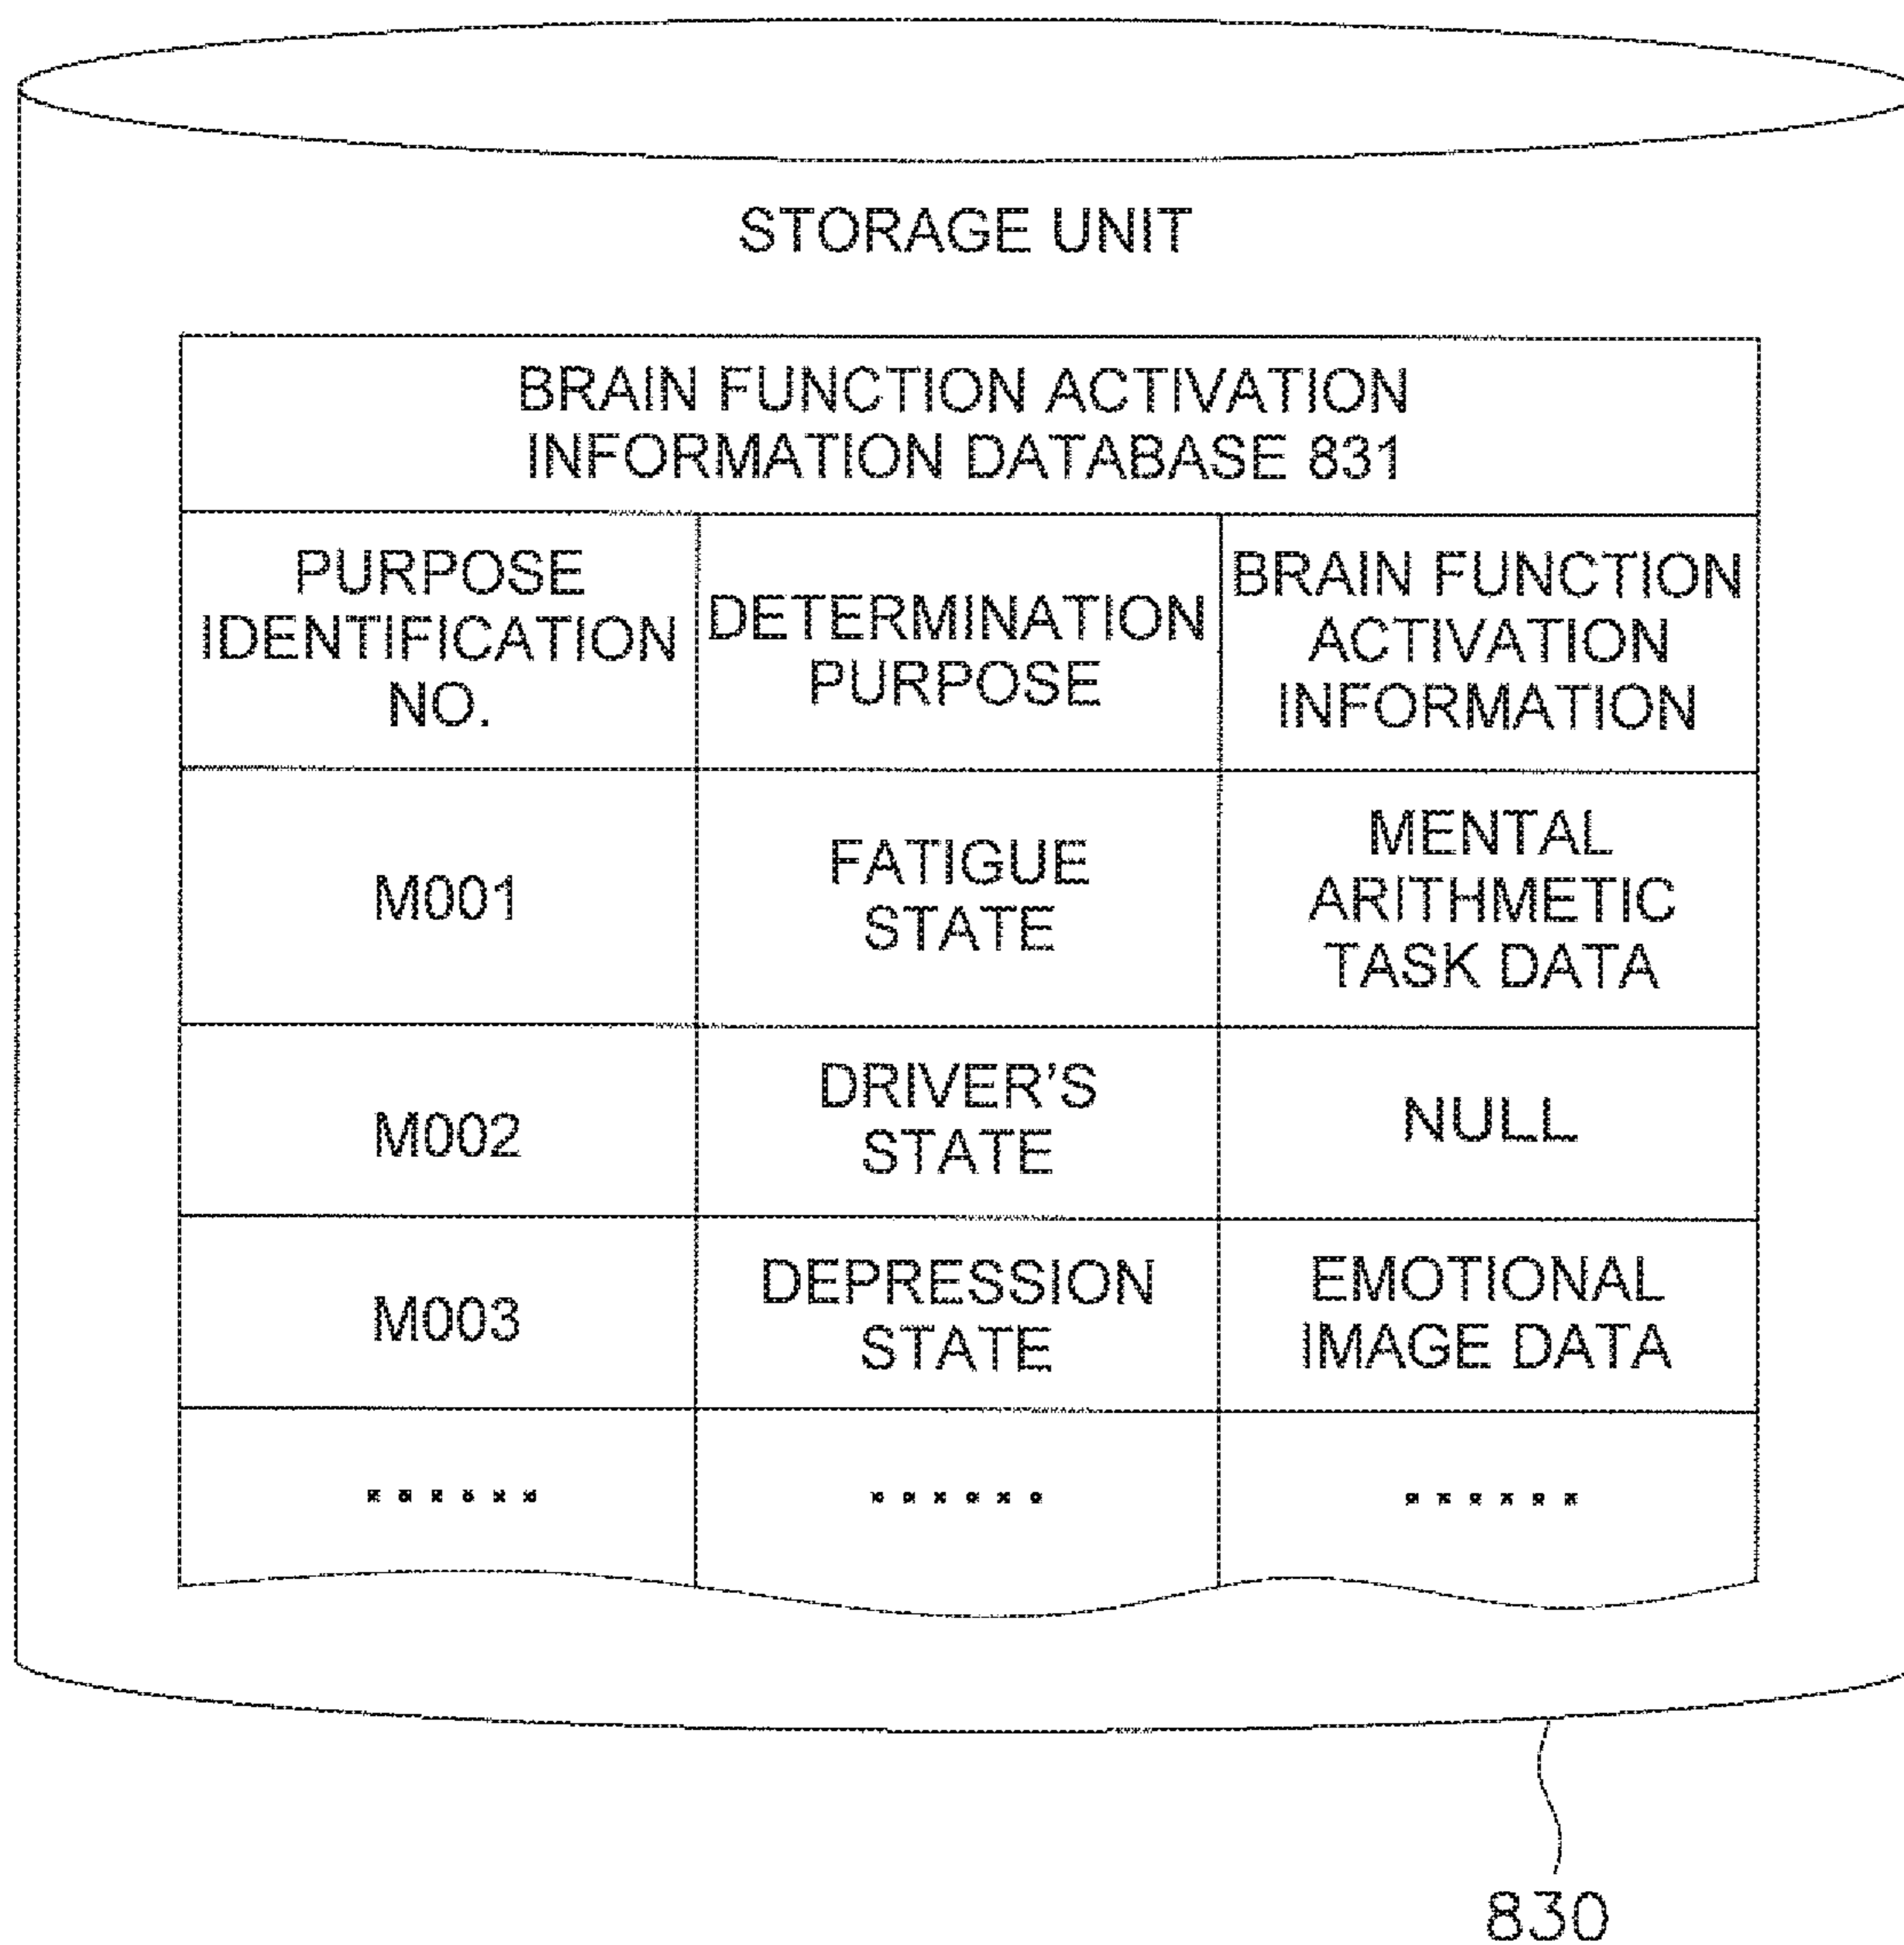 STORAGE UNIT
BRAIN FUNCTION ACTIVATION
INFORMATION DATABASE 831
PURPOSE
IDENTIFICATION
NO.
DETERMINATION
PURPOSE
BRAIN FUNCTION
ACTIVATION
INFORMATION
M001
FATIGUE
STATE
MENTAL
ARITHMETIC
TASK DATA
M002
DRIVER'S
STATE
NULL
M003
DEPRESSION
STATE
EMOTIONAL
IMAGE DATA
......
......
......
830